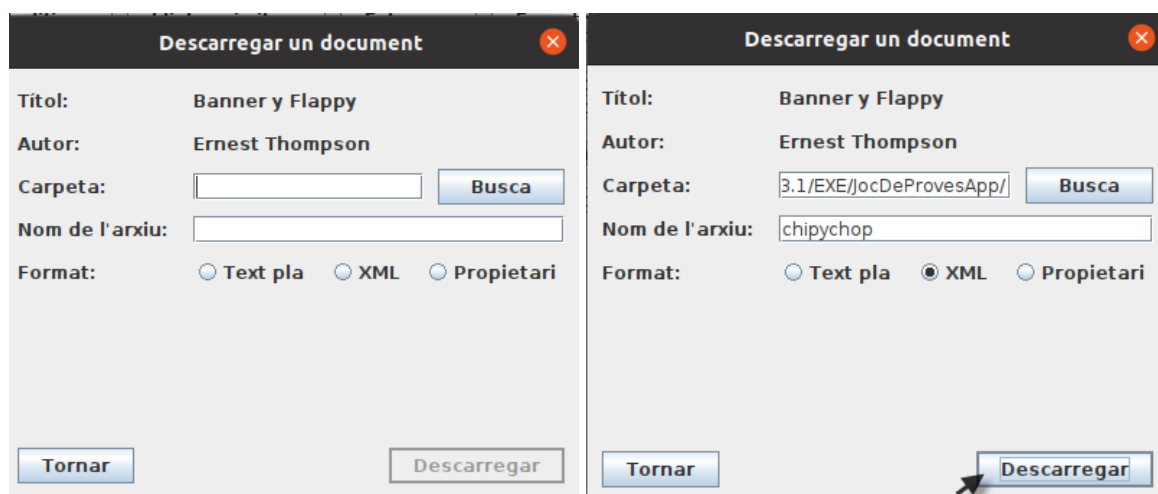 Descarregar un document
Títol: Banner y Flappy
Autor: Ernest Thompson
Carpeta: Busca
Nom de l'arxiu:
Format: Text pla XML Propietari
Tornar Descarregar
Descarregar un document
Títol: Banner y Flappy
Autor: Ernest Thompson
Carpeta: 3.1/EXE/JocDeProvesApp/ Busca
Nom de l'arxiu: chipychop
Format: Text pla XML Propietari
Tornar Descarregar